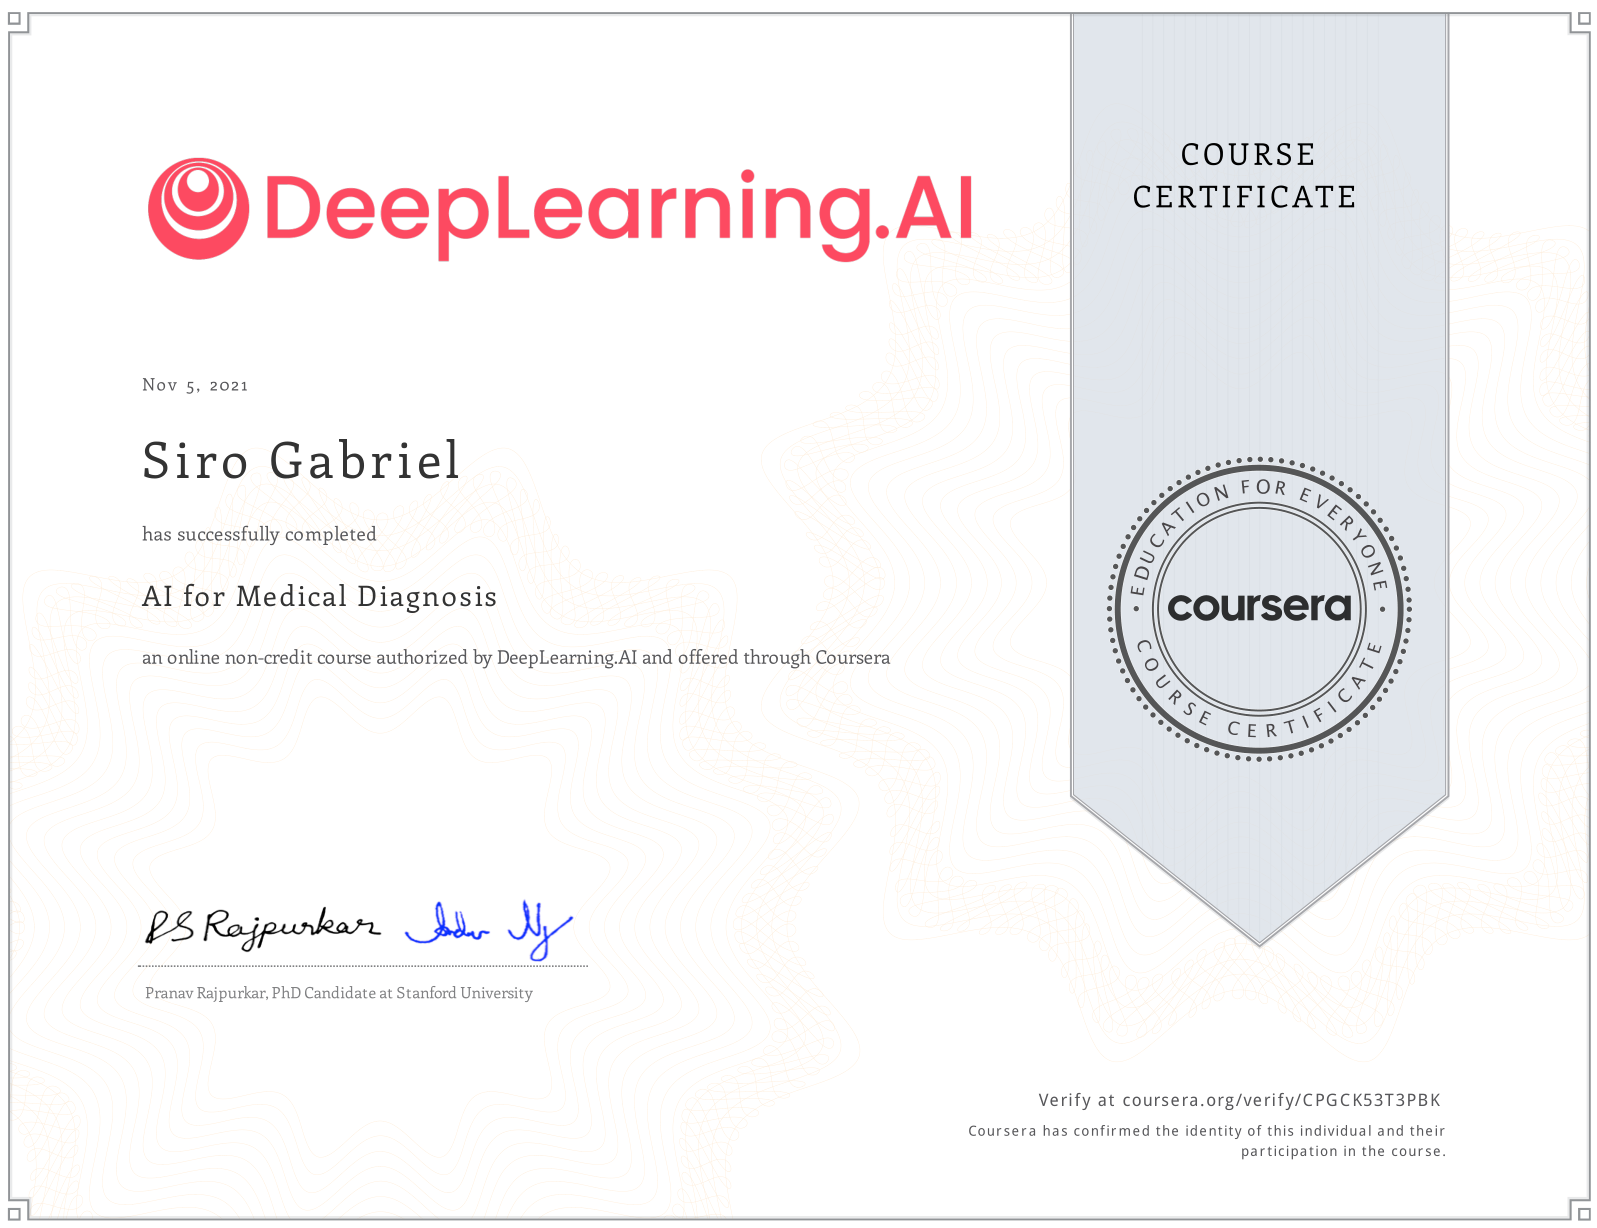 DeepLearning.AI
COURSE
CERTIFICATE
Nov 5, 2021
Siro Gabriel
has successfully completed
AI for Medical Diagnosis
an online non-credit course authorized by DeepLearning.AI and offered through Coursera
EDUCATION FOR EVERYONE
coursera
COURSE CERTIFICATE
PS Rajpurkar Andrew Ng
Pranav Rajpurkar, PhD Candidate at Stanford University
Verify at coursera.org/verify/CPGCK53T3PBK
Coursera has confirmed the identity of this individual and their
participation in the course.